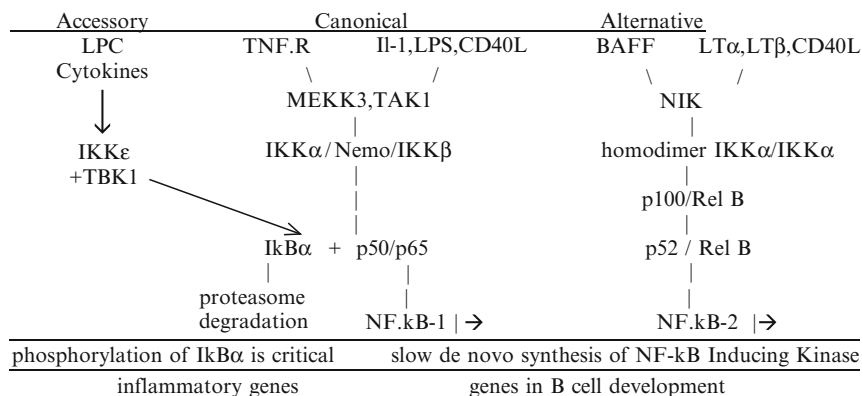 Accessory Canonical Alternative
LPC TNF.R Il-1,LPS,CD40L BAFF LTα,LTβ,CD40L
Cytokines
MEKK3,TAK1 NIK
IKKε IKKα/Nemo/IKKβ homodimer IKKα/IKKα
+TBK1
p100/Rel B
IkBα + p50/p65 p52 / Rel B
proteasome
degradation NF.kB-1 |→ NF.kB-2 |→
phosphorylation of IkBα is critical slow de novo synthesis of NF-kB Inducing Kinase
inflammatory genes genes in B cell development